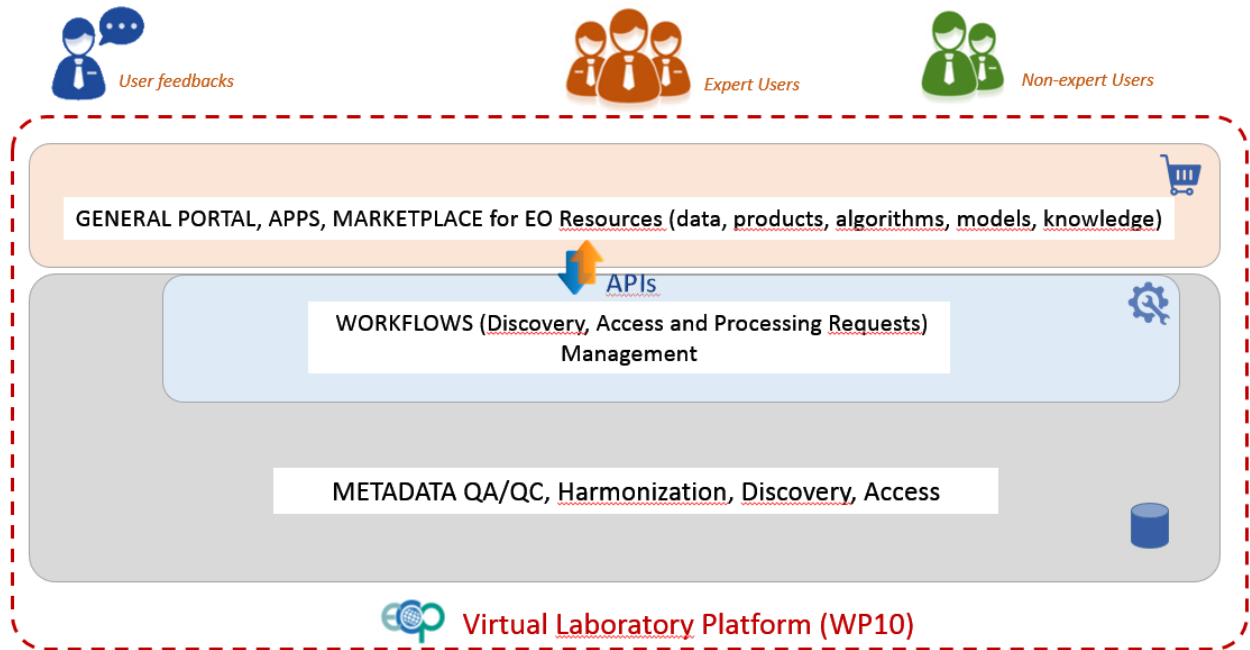 User feedbacks
Expert Users
Non-expert Users
GENERAL PORTAL, APPS, MARKETPLACE for EO Resources (data, products, algorithms, models, knowledge)
APIs
WORKFLOWS (Discovery, Access and Processing Requests)
Management
METADATA QA/QC, Harmonization, Discovery, Access
ecp
Virtual Laboratory Platform (WP10)